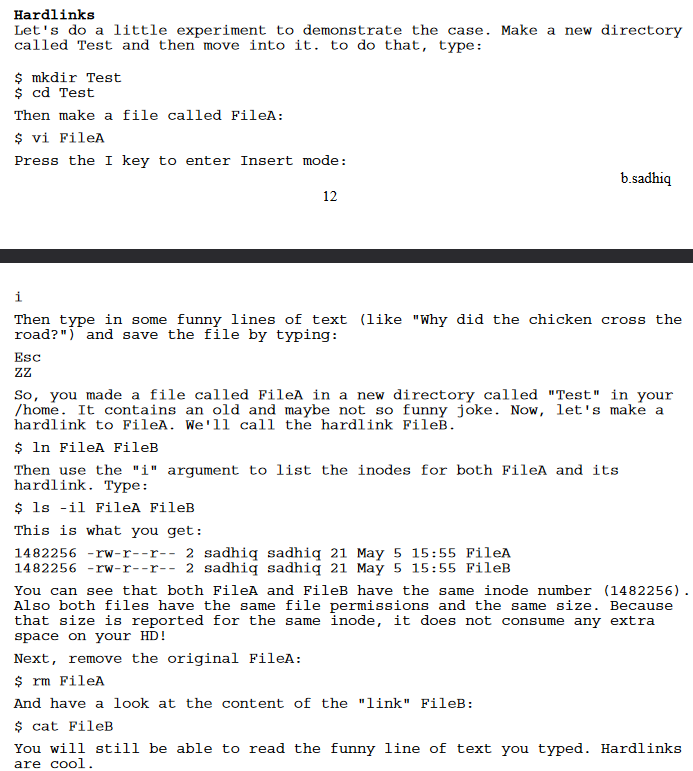 Hardlinks
Let's do a little experiment to demonstrate the case. Make a new directory
called Test and then move into it. to do that, type:
$ mkdir Test
$ cd Test
Then make a file called FileA:
$ vi FileA
Press the I key to enter Insert mode:
b.sadhiq
12
i
Then type in some funny lines of text (like "Why did the chicken cross the
road?") and save the file by typing:
Esc
ZZ
So, you made a file called FileA in a new directory called "Test" in your
/home. It contains an old and maybe not so funny joke. Now, let's make a
hardlink to FileA. We'll call the hardlink FileB.
$ ln FileA FileB
Then use the "i" argument to list the inodes for both FileA and its
hardlink. Type:
$ ls -il FileA FileB
This is what you get:
1482256 -rw-r--r-- 2 sadhiq sadhiq 21 May 5 15:55 FileA
1482256 -rw-r--r-- 2 sadhiq sadhiq 21 May 5 15:55 FileB
You can see that both FileA and FileB have the same inode number (1482256).
Also both files have the same file permissions and the same size. Because
that size is reported for the same inode, it does not consume any extra
space on your HD!
Next, remove the original FileA:
$ rm FileA
And have a look at the content of the "link" FileB:
$ cat FileB
You will still be able to read the funny line of text you typed. Hardlinks
are cool.